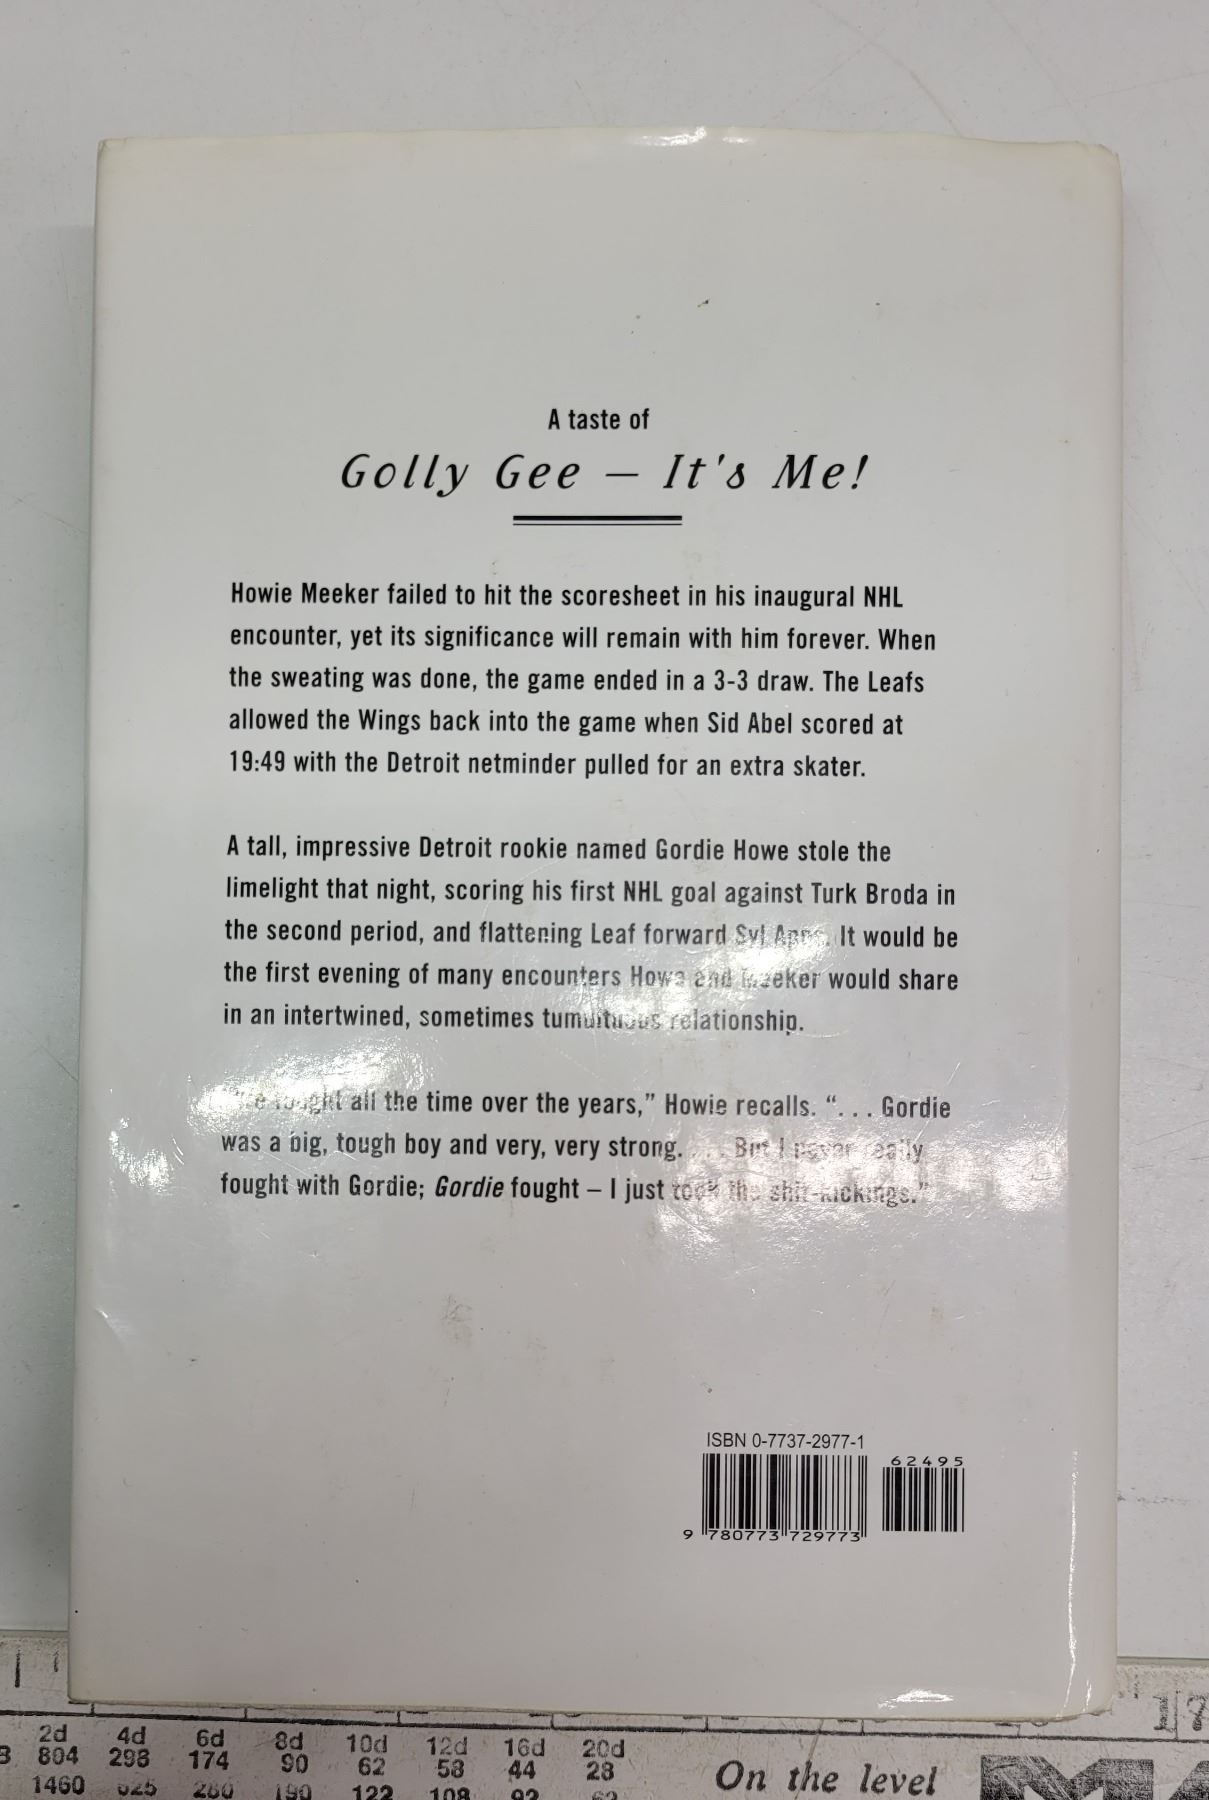 A taste of
Golly Gee – It's Me!
Howie Meeker failed to hit the scoresheet in his inaugural NHL
encounter, yet its significance will remain with him forever. When
the sweating was done, the game ended in a 3-3 draw. The Leafs
allowed the Wings back into the game when Sid Abel scored at
19:49 with the Detroit netminder pulled for an extra skater.
A tall, impressive Detroit rookie named Gordie Howe stole the
limelight that night, scoring his first NHL goal against Turk Broda in
the second period, and flattening Leaf forward Syl Apps. It would be
the first evening of many encounters Howe and Meeker would share
in an intertwined, sometimes tumultuous relationship.
fought all the time over the years,” Howie recalls. “. . . Gordie
was a big, tough boy and very, very strong. . . . But I never really
fought with Gordie; Gordie fought – I just took the shit-kickings.”
ISBN 0-7737-2977-1
62495
9 780773 729773
17
2d 4d 6d 8d 10d 12d 16d 20d
804 298 174 90 62 58 44 28
1460 122
On the level